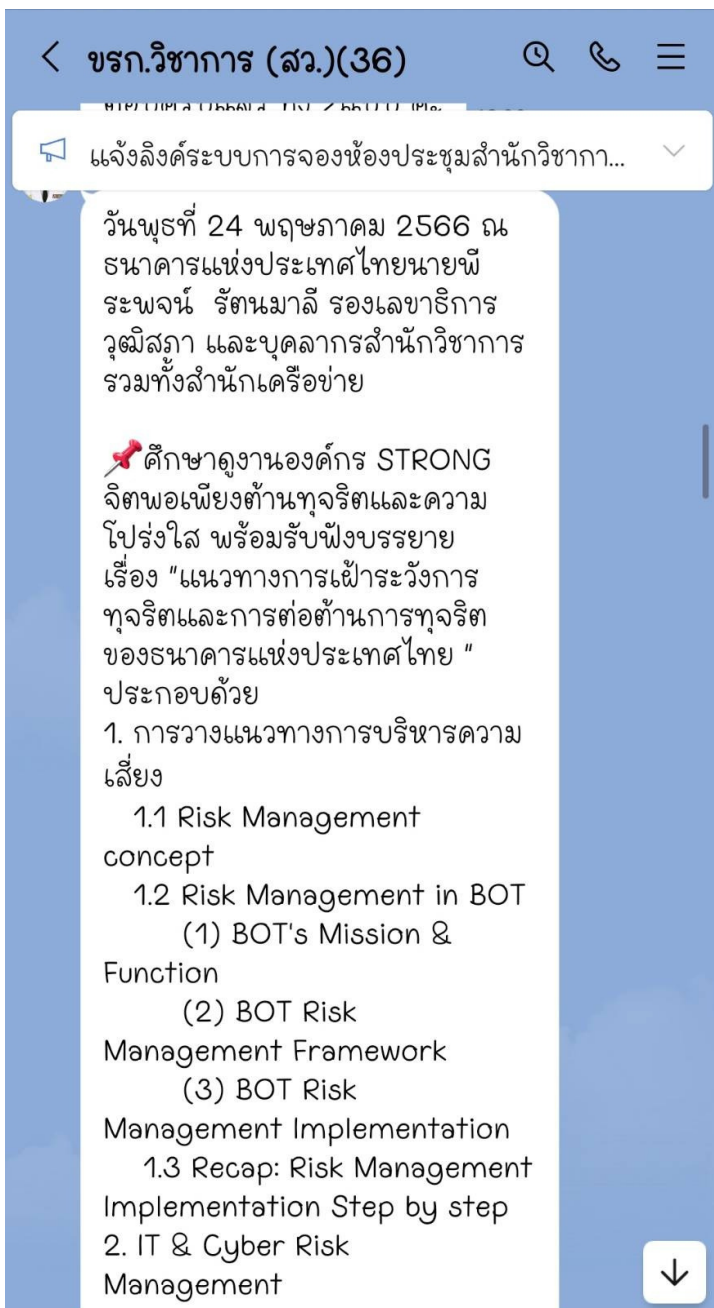 ขรก.วิชาการ (สว.)(36)
แจ้งลิงค์ระบบการจองห้องประชุมสำนักวิชากา...
วันพุธที่ 24 พฤษภาคม 2566 ณ
ธนาคารแห่งประเทศไทยนายพี
ระพจน์  รัตนมาลี รองเลขาธิการ
วุฒิสภา และบุคลากรสำนักวิชาการ
รวมทั้งสำนักเครือข่าย
📌ศึกษาดูงานองค์กร STRONG
จิตพอเพียงต้านทุจริตและความ
โปร่งใส พร้อมรับฟังบรรยาย
เรื่อง "แนวทางการเฝ้าระวังการ
ทุจริตและการต่อต้านการทุจริต
ของธนาคารแห่งประเทศไทย "
ประกอบด้วย
1. การวางแนวทางการบริหารความ
เสี่ยง
1.1 Risk Management
concept
1.2 Risk Management in BOT
(1) BOT's Mission &
Function
(2) BOT Risk
Management Framework
(3) BOT Risk
Management Implementation
1.3 Recap: Risk Management
Implementation Step by step
2. IT & Cyber Risk
Management